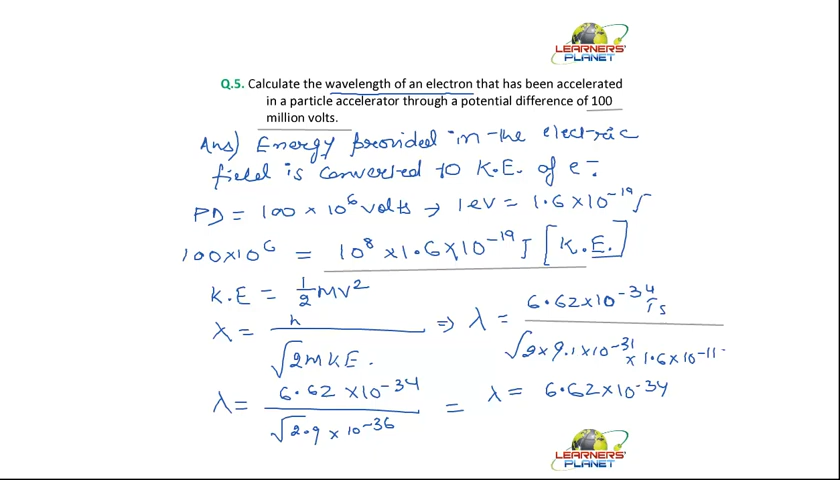 LEARNERS'
PLANET
Q.5. Calculate the wavelength of an electron that has been accelerated
in a particle accelerator through a potential difference of 100
million volts.
Ans) Energy provided in the electric
field is converted to K.E. of e-
PD = 100 × 10⁶ volts → 1eV = 1.6 × 10⁻¹⁹ J
100×10⁶ = 10⁸ × 1.6 × 10⁻¹⁹ J [K.E.]
K.E = 1/2 mv²
λ = h / √2mKE. ⇒ λ = 6.62×10⁻³⁴ Js / √2 × 9.1 × 10⁻³¹ × 1.6 × 10⁻¹¹
λ = 6.62 × 10⁻³⁴ / √2.9 × 10⁻³⁶ = λ = 6.62×10⁻³⁴
LEARNERS'
PLANET